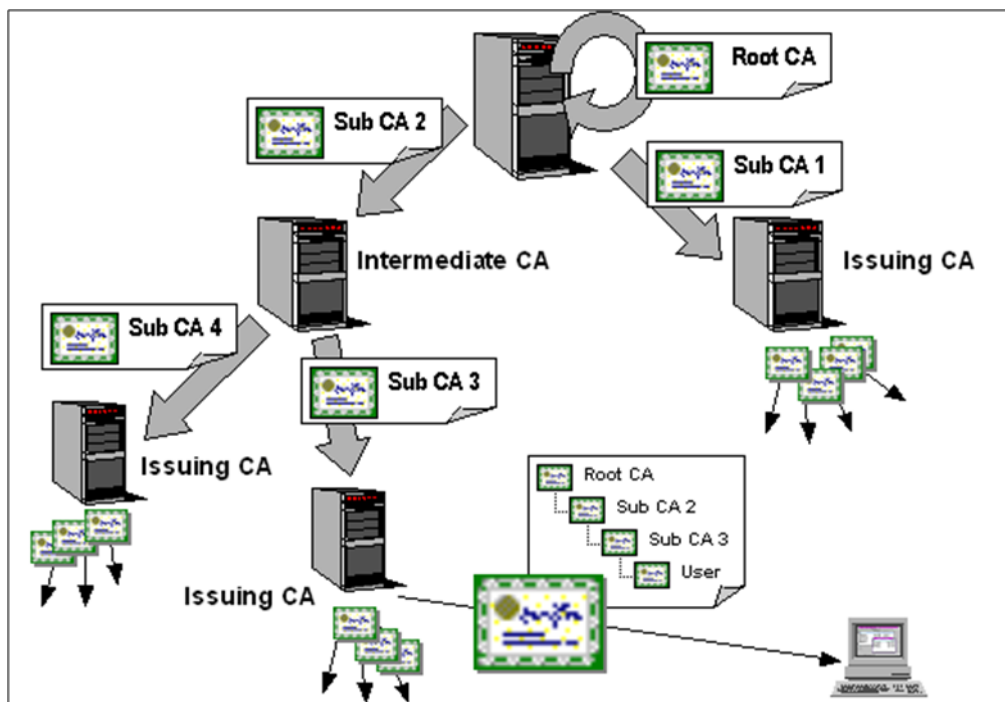 Root CA
Sub CA 2
Sub CA 1
Intermediate CA
Issuing CA
Sub CA 4
Sub CA 3
Issuing CA
Root CA
Sub CA 2
Sub CA 3
User
Issuing CA